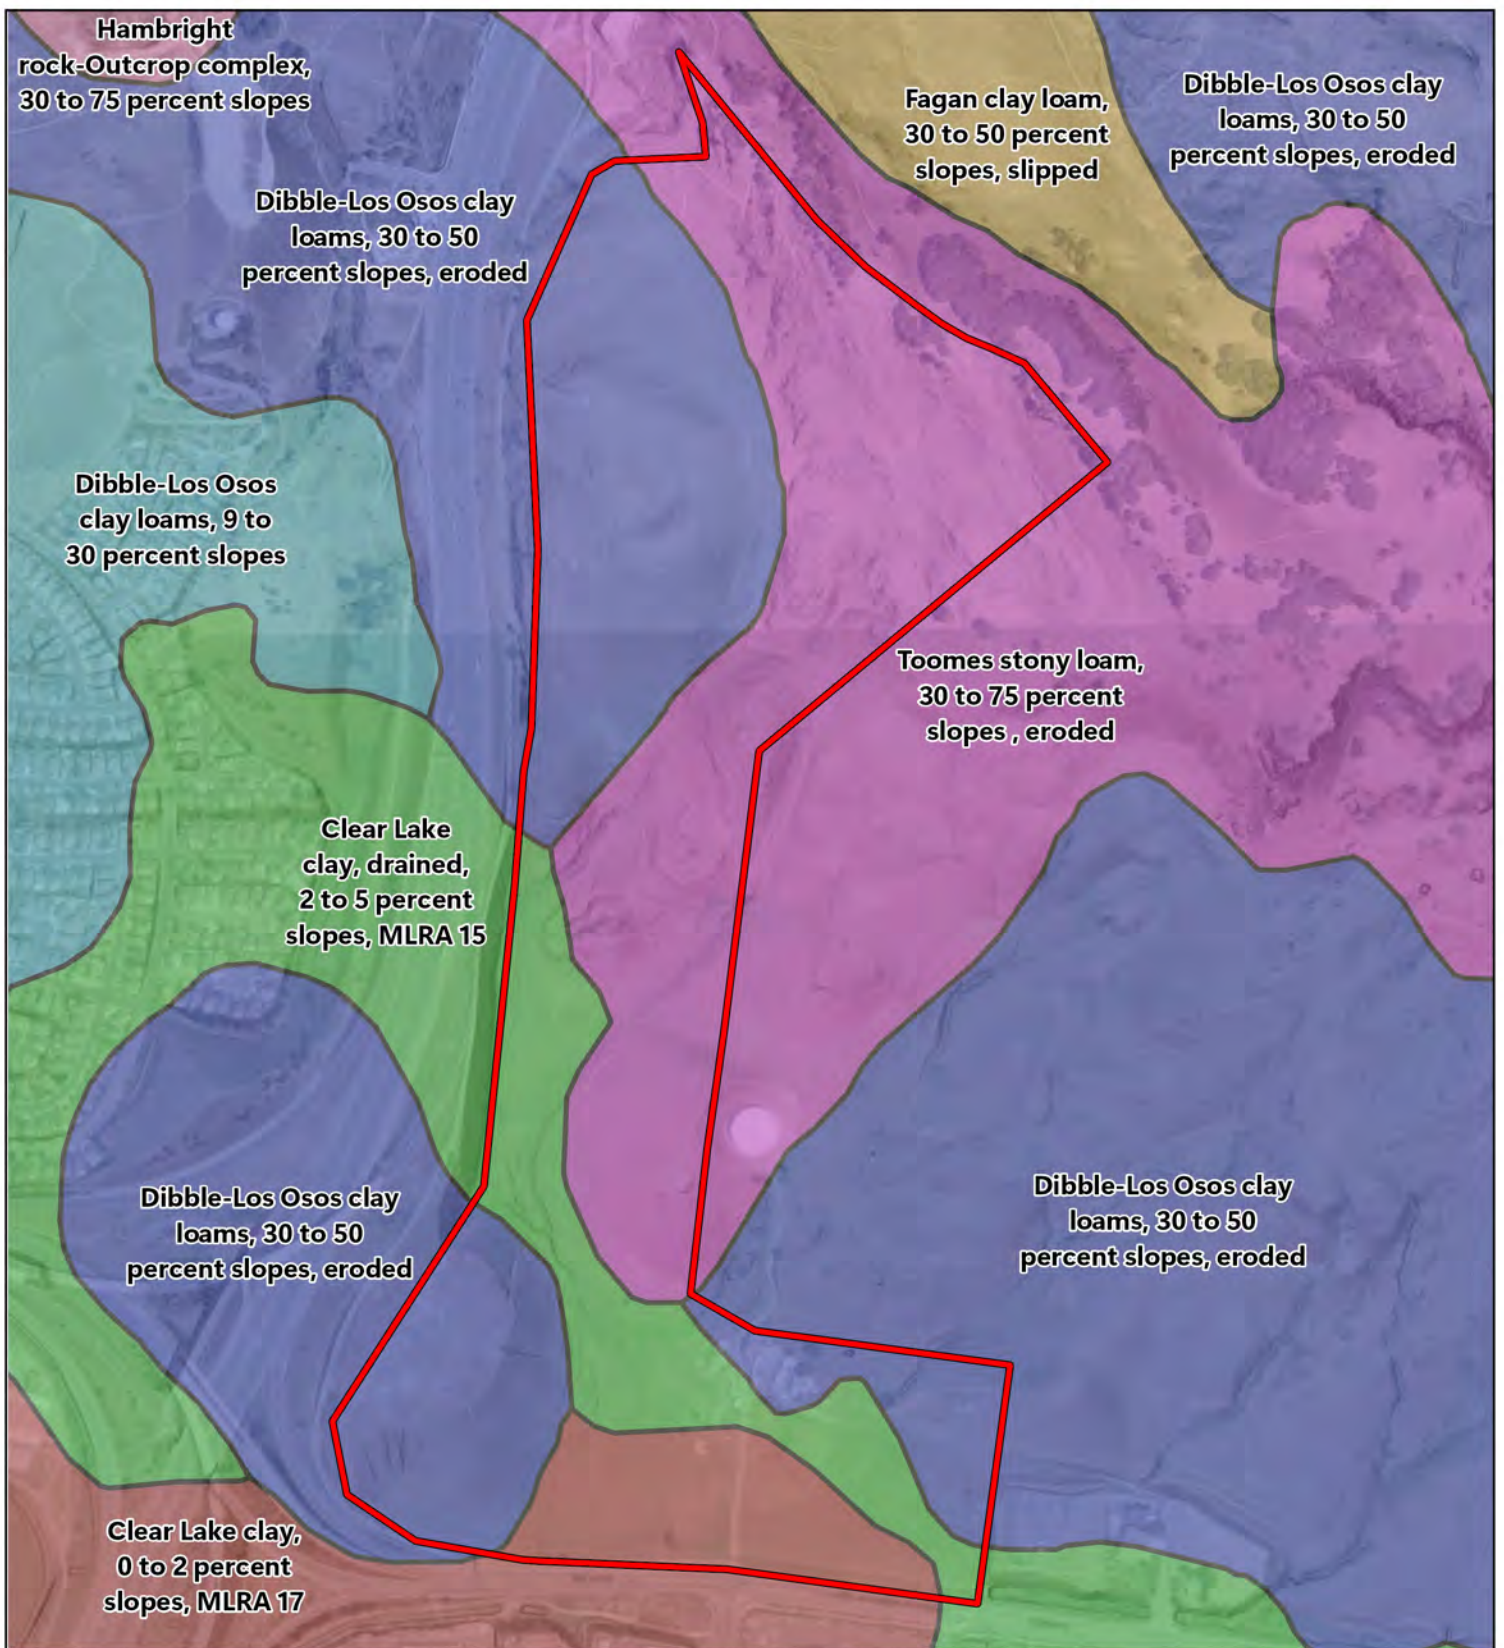 Hambright
rock-Outcrop complex,
30 to 75 percent slopes
Fagan clay loam,
30 to 50 percent
slopes, slipped
Dibble-Los Osos clay
loams, 30 to 50
percent slopes, eroded
Dibble-Los Osos clay
loams, 30 to 50
percent slopes, eroded
Dibble-Los Osos
clay loams, 9 to
30 percent slopes
Toomes stony loam,
30 to 75 percent
slopes , eroded
Clear Lake
clay, drained,
2 to 5 percent
slopes, MLRA 15
Dibble-Los Osos clay
loams, 30 to 50
percent slopes, eroded
Dibble-Los Osos clay
loams, 30 to 50
percent slopes, eroded
Clear Lake clay,
0 to 2 percent
slopes, MLRA 17